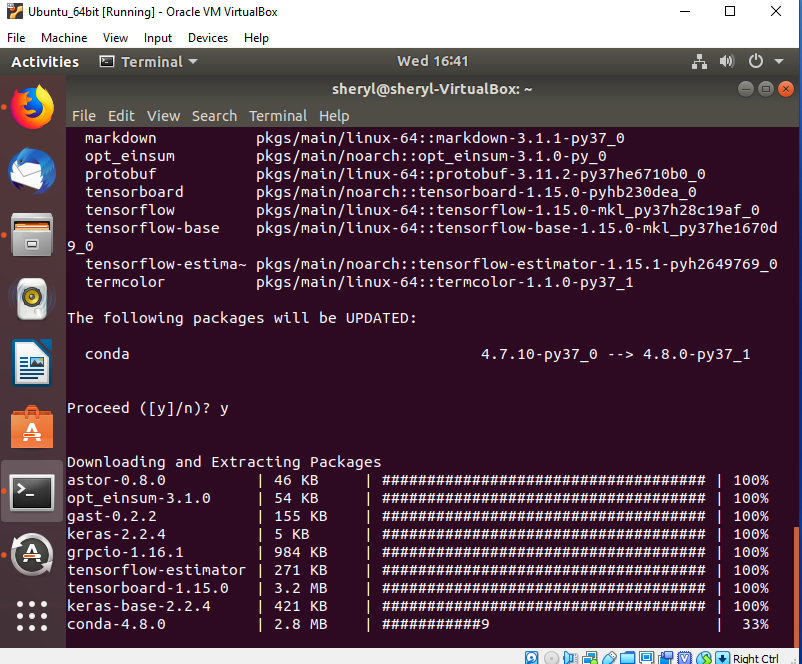 Ubuntu_64bit [Running] - Oracle VM VirtualBox
File Machine View Input Devices Help
Activities Terminal Wed 16:41
sheryl@sheryl-VirtualBox: ~
File Edit View Search Terminal Help
markdown pkgs/main/linux-64::markdown-3.1.1-py37_0
opt_einsum pkgs/main/noarch::opt_einsum-3.1.0-py_0
protobuf pkgs/main/linux-64::protobuf-3.11.2-py37he6710b0_0
tensorboard pkgs/main/noarch::tensorboard-1.15.0-pyhb230dea_0
tensorflow pkgs/main/linux-64::tensorflow-1.15.0-mkl_py37h28c19af_0
tensorflow-base pkgs/main/linux-64::tensorflow-base-1.15.0-mkl_py37he1670d
9_0
tensorflow-estima~ pkgs/main/noarch::tensorflow-estimator-1.15.1-pyh2649769_0
termcolor pkgs/main/linux-64::termcolor-1.1.0-py37_1
The following packages will be UPDATED:
conda 4.7.10-py37_0 --> 4.8.0-py37_1
Proceed ([y]/n)? y
Downloading and Extracting Packages
astor-0.8.0 | 46 KB | #################################### | 100%
opt_einsum-3.1.0 | 54 KB | #################################### | 100%
gast-0.2.2 | 155 KB | #################################### | 100%
keras-2.2.4 | 5 KB | #################################### | 100%
grpcio-1.16.1 | 984 KB | #################################### | 100%
tensorflow-estimator | 271 KB | #################################### | 100%
tensorboard-1.15.0 | 3.2 MB | #################################### | 100%
keras-base-2.2.4 | 421 KB | #################################### | 100%
conda-4.8.0 | 2.8 MB | ###########9 | 33%
Right Ctrl